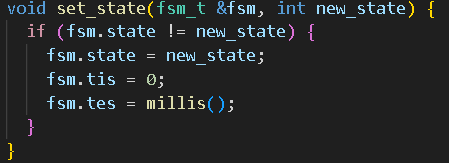 void set_state(fsm_t &fsm, int new_state) {
  if (fsm.state != new_state) {
    fsm.state = new_state;
    fsm.tis = 0;
    fsm.tes = millis();
  }
}